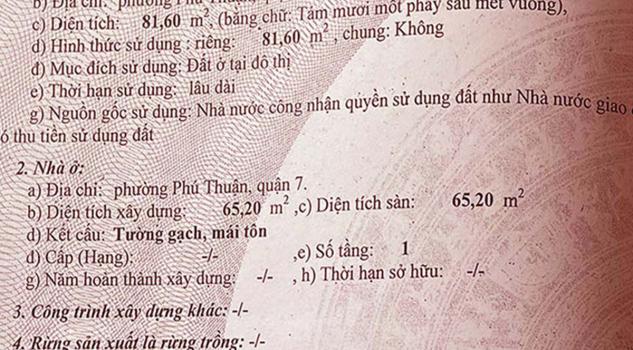 b) Địa chỉ: phường Phú Thuận,
c) Diện tích: 81,60 m², (bằng chữ: Tám mươi mốt phẩy sáu mét vuông),
d) Hình thức sử dụng : riêng: 81,60 m² , chung: Không
đ) Mục đích sử dụng: Đất ở tại đô thị
e) Thời hạn sử dụng: lâu dài
g) Nguồn gốc sử dụng: Nhà nước công nhận quyền sử dụng đất như Nhà nước giao
ó thu tiền sử dụng đất
2. Nhà ở:
a) Địa chỉ: phường Phú Thuận, quận 7.
b) Diện tích xây dựng: 65,20 m² ,c) Diện tích sàn: 65,20 m²
d) Kết cấu: Tường gạch, mái tôn
đ) Cấp (Hạng): -/- ,e) Số tầng: 1
g) Năm hoàn thành xây dựng: -/- , h) Thời hạn sở hữu: -/-
3. Công trình xây dựng khác: -/-
4. Rừng sản xuất là rừng trồng: -/-